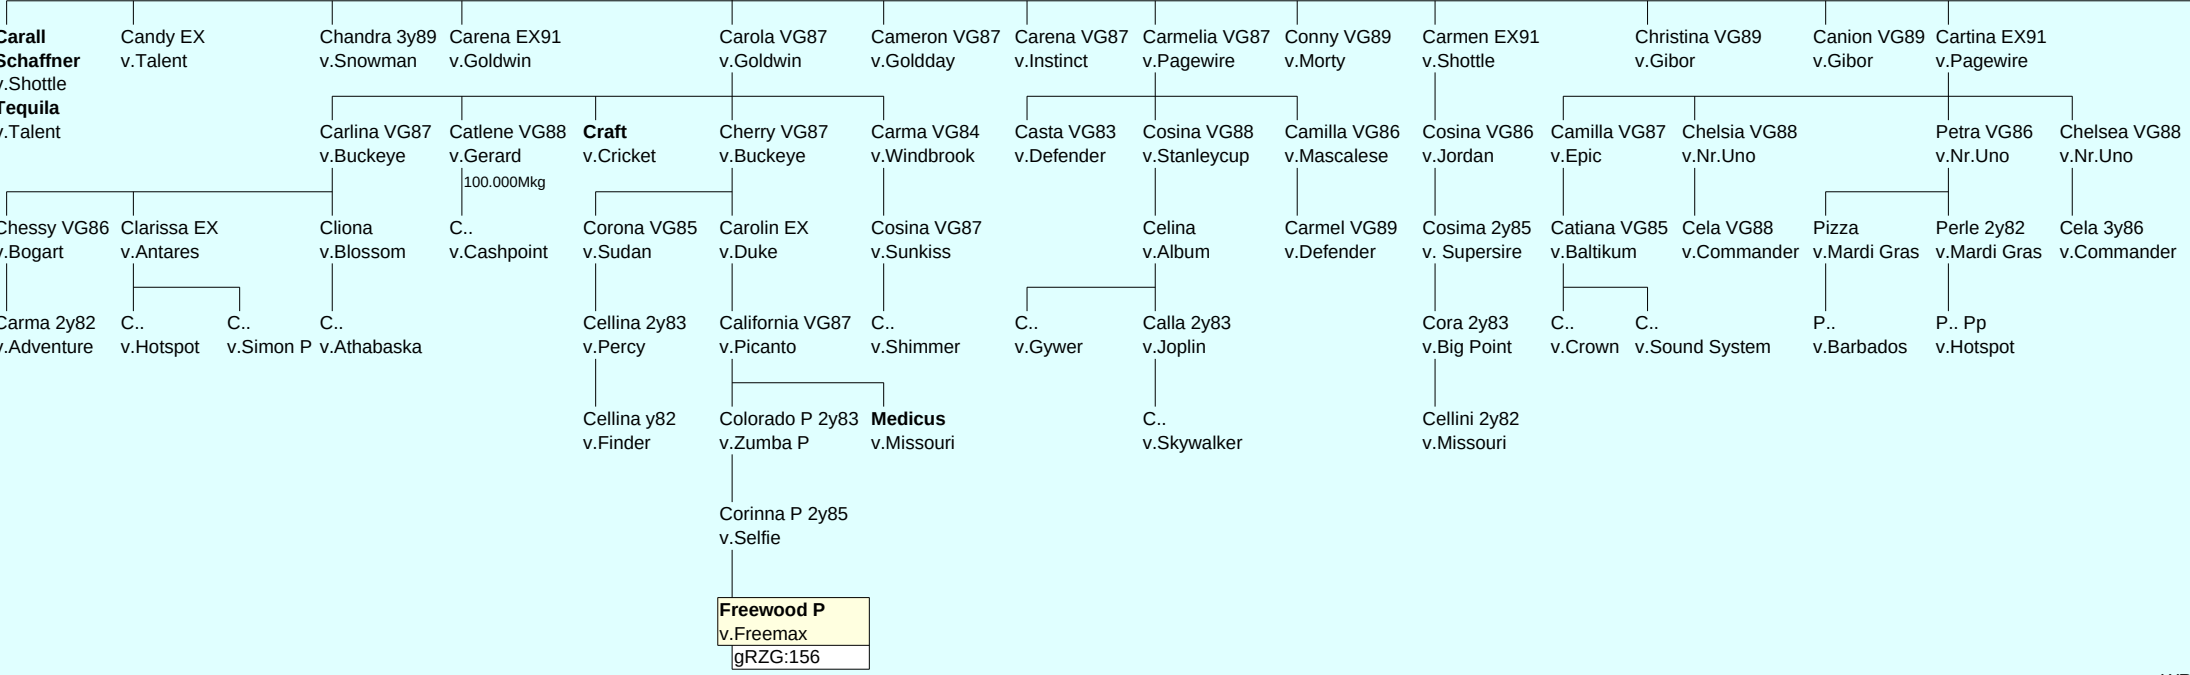 Carall
Schaffner
v.Shottle
Tequila
v.Talent
Candy EX
v.Talent
Chandra 3y89
v.Snowman
Carena EX91
v.Goldwin
Carola VG87
v.Goldwin
Cameron VG87
v.Goldday
Carena VG87
v.Instinct
Carmelia VG87
v.Pagewire
Conny VG89
v.Morty
Carmen EX91
v.Shottle
Christina VG89
v.Gibor
Canion VG89
v.Gibor
Cartina EX91
v.Pagewire
Carlina VG87
v.Buckeye
Catlene VG88
v.Gerard
100.000Mkg
Craft
v.Cricket
Cherry VG87
v.Buckeye
Carma VG84
v.Windbrook
Casta VG83
v.Defender
Cosina VG88
v.Stanleycup
Camilla VG86
v.Mascalese
Cosina VG86
v.Jordan
Camilla VG87
v.Epic
Chelsia VG88
v.Nr.Uno
Petra VG86
v.Nr.Uno
Chelsea VG88
v.Nr.Uno
Chessy VG86
v.Bogart
Clarissa EX
v.Antares
Cliona
v.Blossom
C..
v.Cashpoint
Corona VG85
v.Sudan
Carolin EX
v.Duke
Cosina VG87
v.Sunkiss
Celina
v.Album
Carmel VG89
v.Defender
Cosima 2y85
v. Supersire
Catiana VG85
v.Baltikum
Cela VG88
v.Commander
Pizza
v.Mardi Gras
Perle 2y82
v.Mardi Gras
Cela 3y86
v.Commander
Carma 2y82
v.Adventure
C..
v.Hotspot
C..
v.Simon P
C..
v.Athabaska
Cellina 2y83
v.Percy
California VG87
v.Picanto
C..
v.Shimmer
C..
v.Gywer
Calla 2y83
v.Joplin
Cora 2y83
v.Big Point
C..
v.Crown
C..
v.Sound System
P..
v.Barbados
P.. Pp
v.Hotspot
Cellina y82
v.Finder
Colorado P 2y83
v.Zumba P
Medicus
v.Missouri
C..
v.Skywalker
Cellini 2y82
v.Missouri
Corinna P 2y85
v.Selfie
Freewood P
v.Freemax
gRZG:156